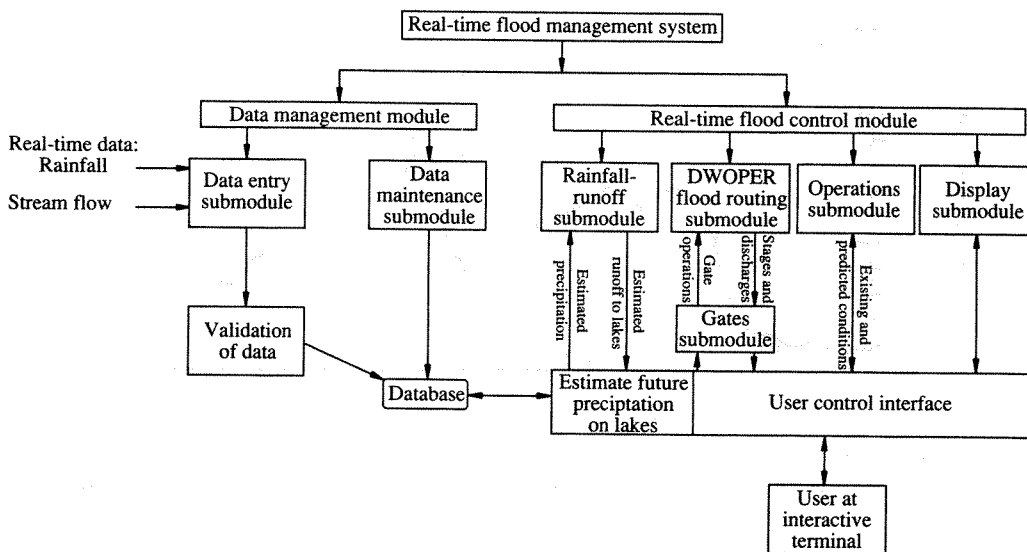 Real-time flood management system
Data management module
Real-time flood control module
Real-time data:
Rainfall
Stream flow
Data entry
submodule
Data
maintenance
submodule
Rainfall-
runoff
submodule
DWOPER
flood routing
submodule
Operations
submodule
Display
submodule
Estimated
precipitation
Estimated
runoff to lakes
Gate
operations
Stages and
discharges
Existing and
predicted conditions
Gates
submodule
Validation
of data
Database
Estimate future
preciptation
on lakes
User control interface
User at
interactive
terminal